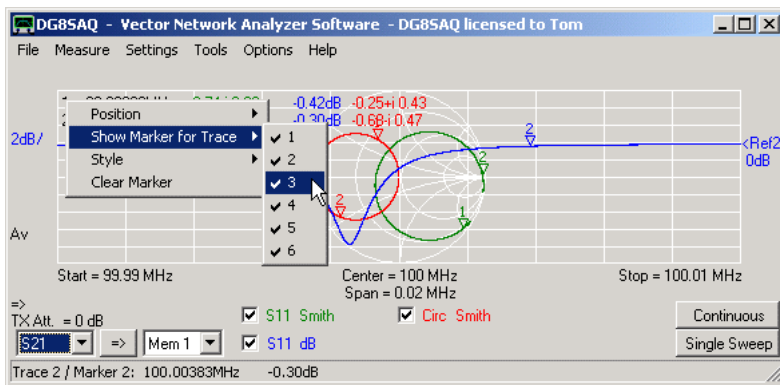 DG8SAQ - Vector Network Analyzer Software - DG8SAQ licensed to Tom
File Measure Settings Tools Options Help
-0.42dB -0.25+i 0.43
-0.30dB -0.68-i 0.47
Position
Show Marker for Trace
Style
Clear Marker
1
2
3
4
5
6
2dB/
2
2
2
1
<Ref2
0dB
Av
Start = 99.99 MHz
Center = 100 MHz
Stop = 100.01 MHz
Span = 0.02 MHz
=>
TX Att. = 0 dB
S11 Smith
Circ Smith
Continuous
S21
=>
Mem 1
S11 dB
Single Sweep
Trace 2 / Marker 2: 100.00383MHz -0.30dB